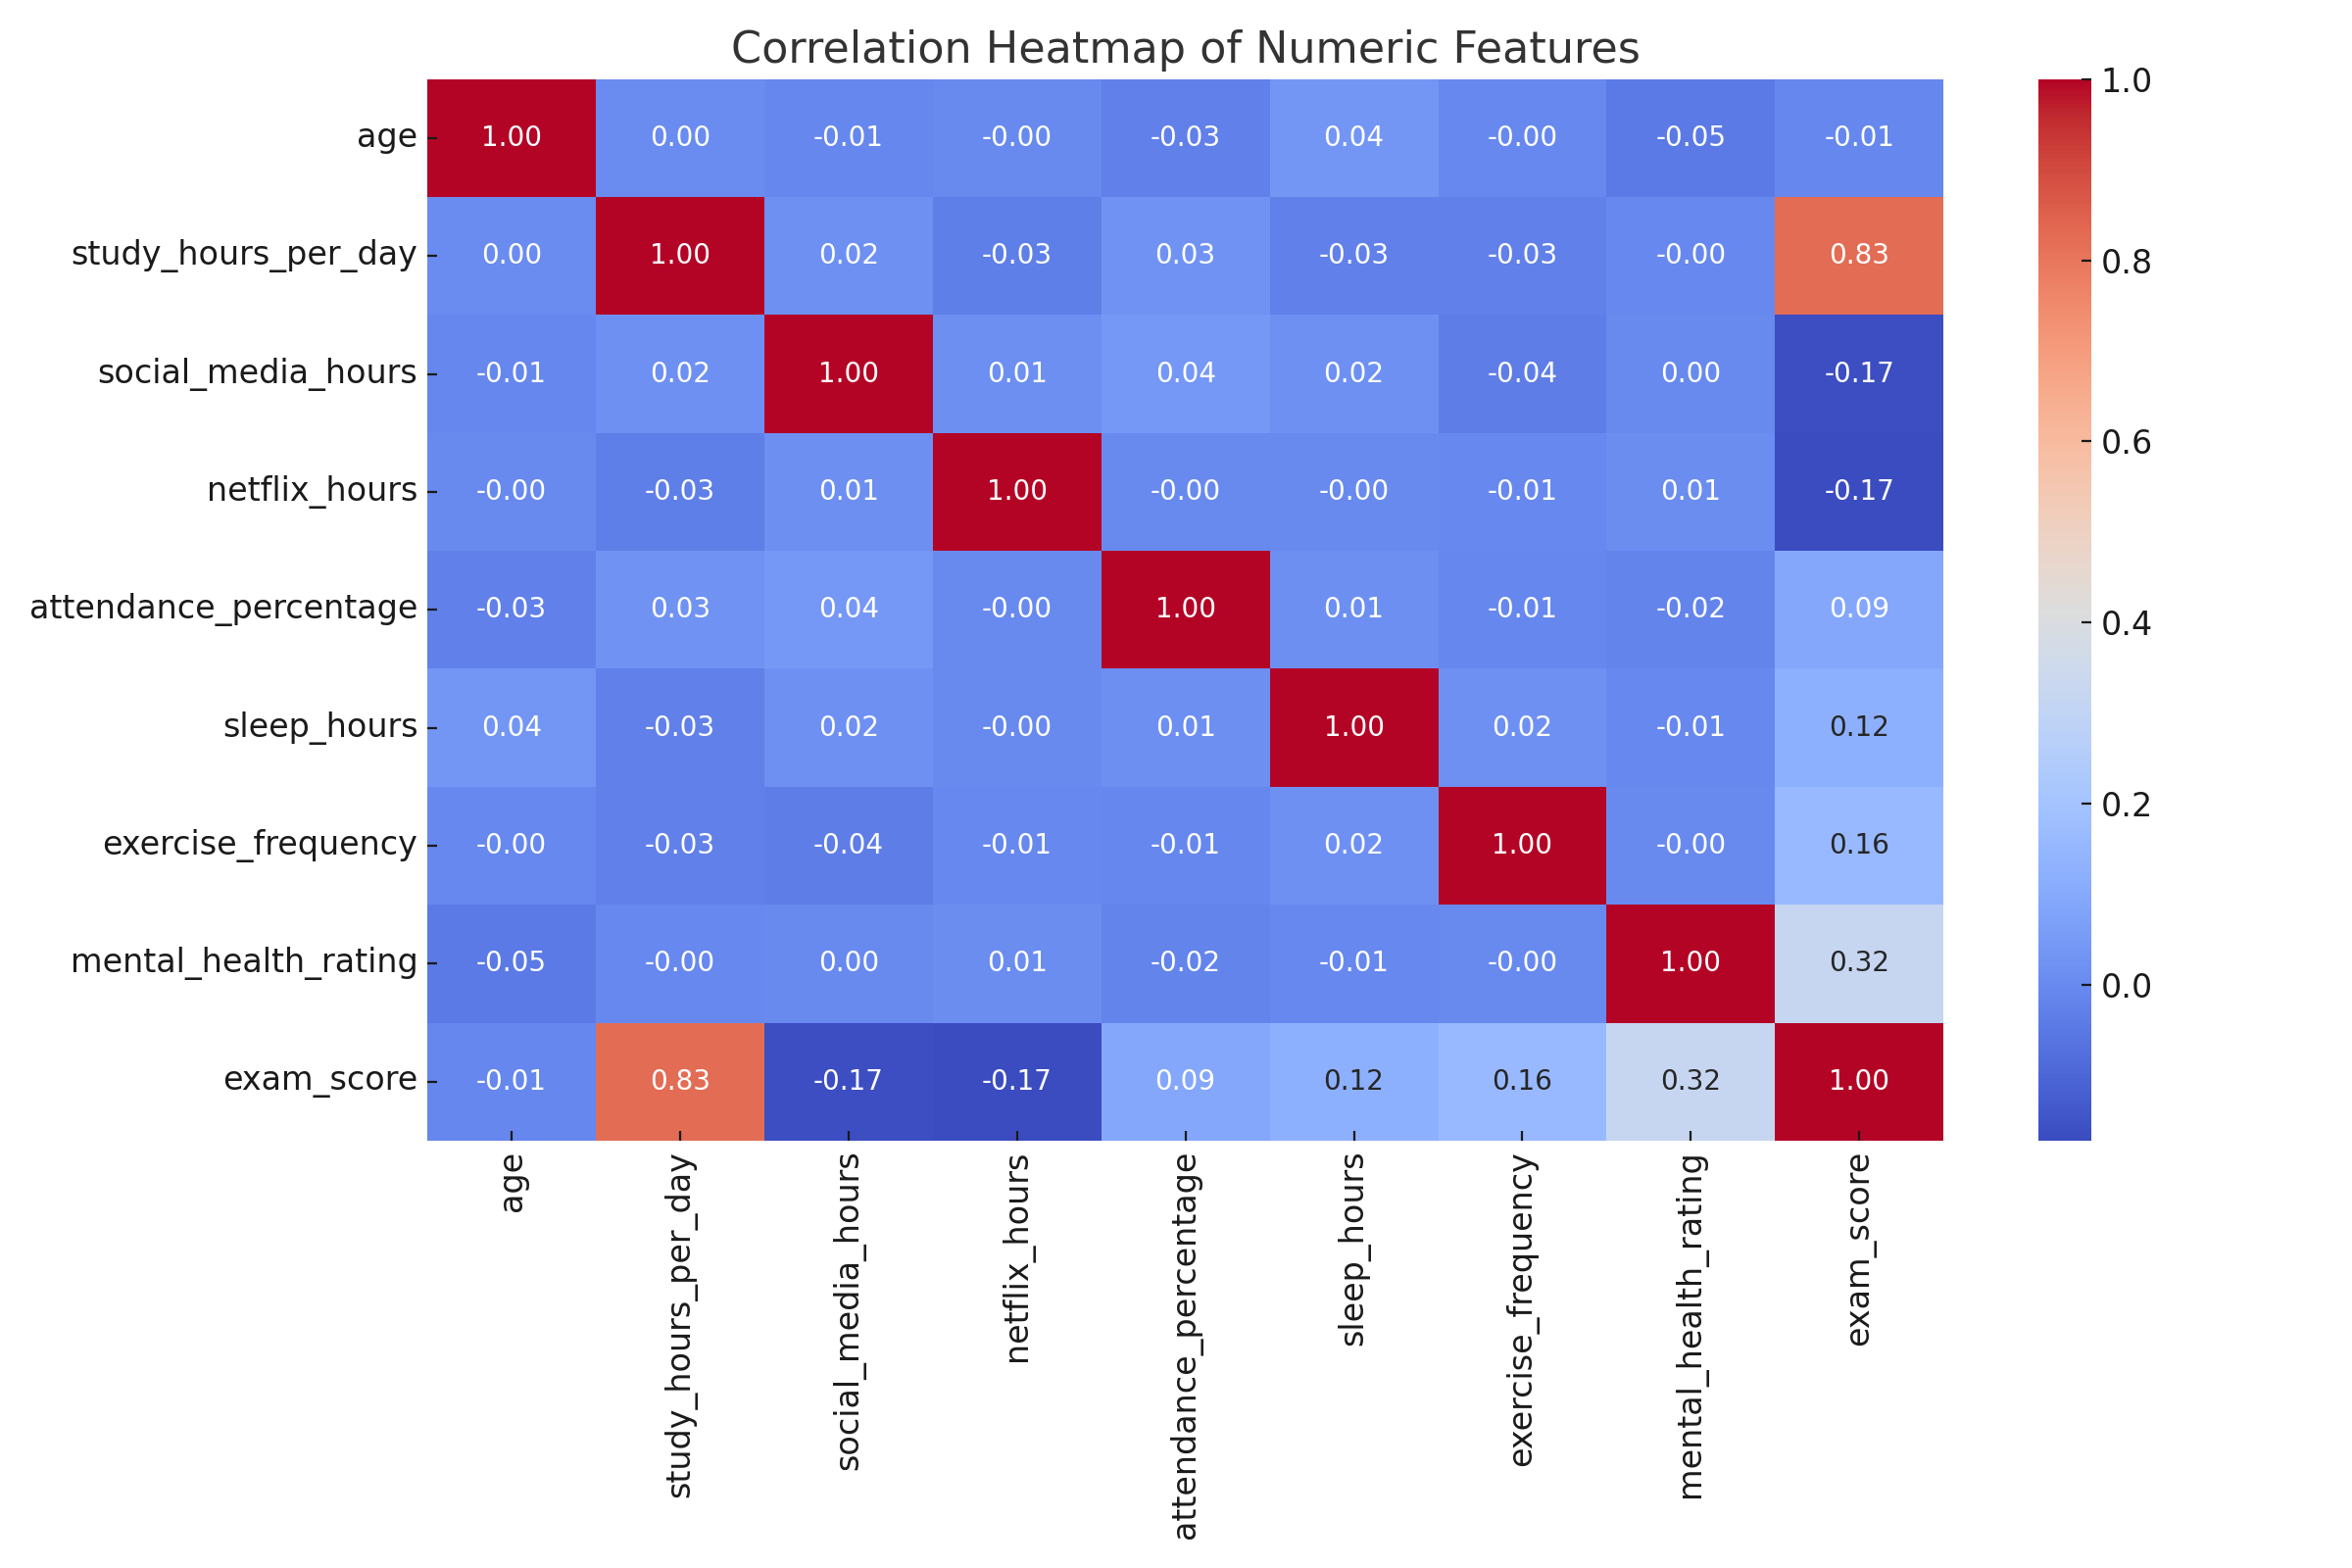 Correlation Heatmap of Numeric Features
age 1.00 0.00 -0.01 -0.00 -0.03 0.04 -0.00 -0.05 -0.01
study_hours_per_day 0.00 1.00 0.02 -0.03 0.03 -0.03 -0.03 -0.00 0.83
social_media_hours -0.01 0.02 1.00 0.01 0.04 0.02 -0.04 0.00 -0.17
netflix_hours -0.00 -0.03 0.01 1.00 -0.00 -0.00 -0.01 0.01 -0.17
attendance_percentage -0.03 0.03 0.04 -0.00 1.00 0.01 -0.01 -0.02 0.09
sleep_hours 0.04 -0.03 0.02 -0.00 0.01 1.00 0.02 -0.01 0.12
exercise_frequency -0.00 -0.03 -0.04 -0.01 -0.01 0.02 1.00 -0.00 0.16
mental_health_rating -0.05 -0.00 0.00 0.01 -0.02 -0.01 -0.00 1.00 0.32
exam_score -0.01 0.83 -0.17 -0.17 0.09 0.12 0.16 0.32 1.00
age
study_hours_per_day
social_media_hours
netflix_hours
attendance_percentage
sleep_hours
exercise_frequency
mental_health_rating
exam_score
1.0
0.8
0.6
0.4
0.2
0.0